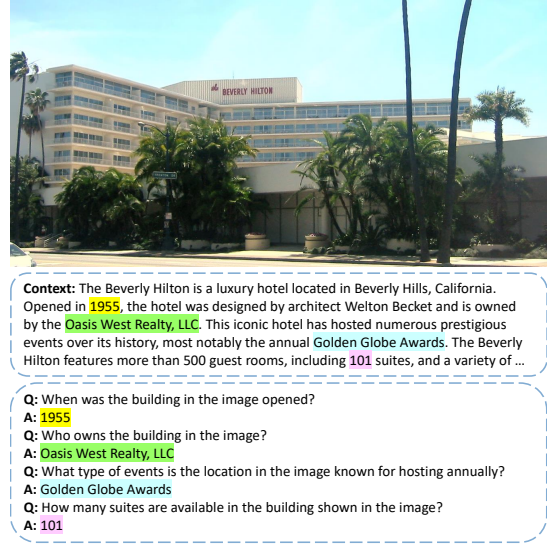 the BEVERLY HILTON
Context: The Beverly Hilton is a luxury hotel located in Beverly Hills, California.
Opened in 1955, the hotel was designed by architect Welton Becket and is owned
by the Oasis West Realty, LLC. This iconic hotel has hosted numerous prestigious
events over its history, most notably the annual Golden Globe Awards. The Beverly
Hilton features more than 500 guest rooms, including 101 suites, and a variety of ...
Q: When was the building in the image opened?
A: 1955
Q: Who owns the building in the image?
A: Oasis West Realty, LLC
Q: What type of events is the location in the image known for hosting annually?
A: Golden Globe Awards
Q: How many suites are available in the building shown in the image?
A: 101